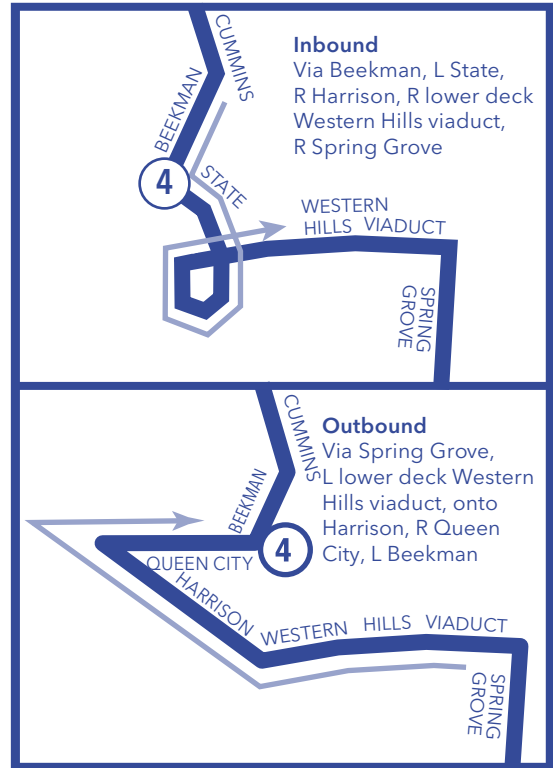 CUMMINS
BEEKMAN
Inbound
Via Beekman, L State,
R Harrison, R lower deck
Western Hills viaduct,
R Spring Grove
4
STATE
WESTERN
HILLS VIADUCT
SPRING
GROVE
CUMMINS
BEEKMAN
Outbound
Via Spring Grove,
L lower deck Western
Hills viaduct, onto
Harrison, R Queen
City, L Beekman
4
QUEEN CITY
HARRISON
WESTERN HILLS VIADUCT
SPRING
GROVE